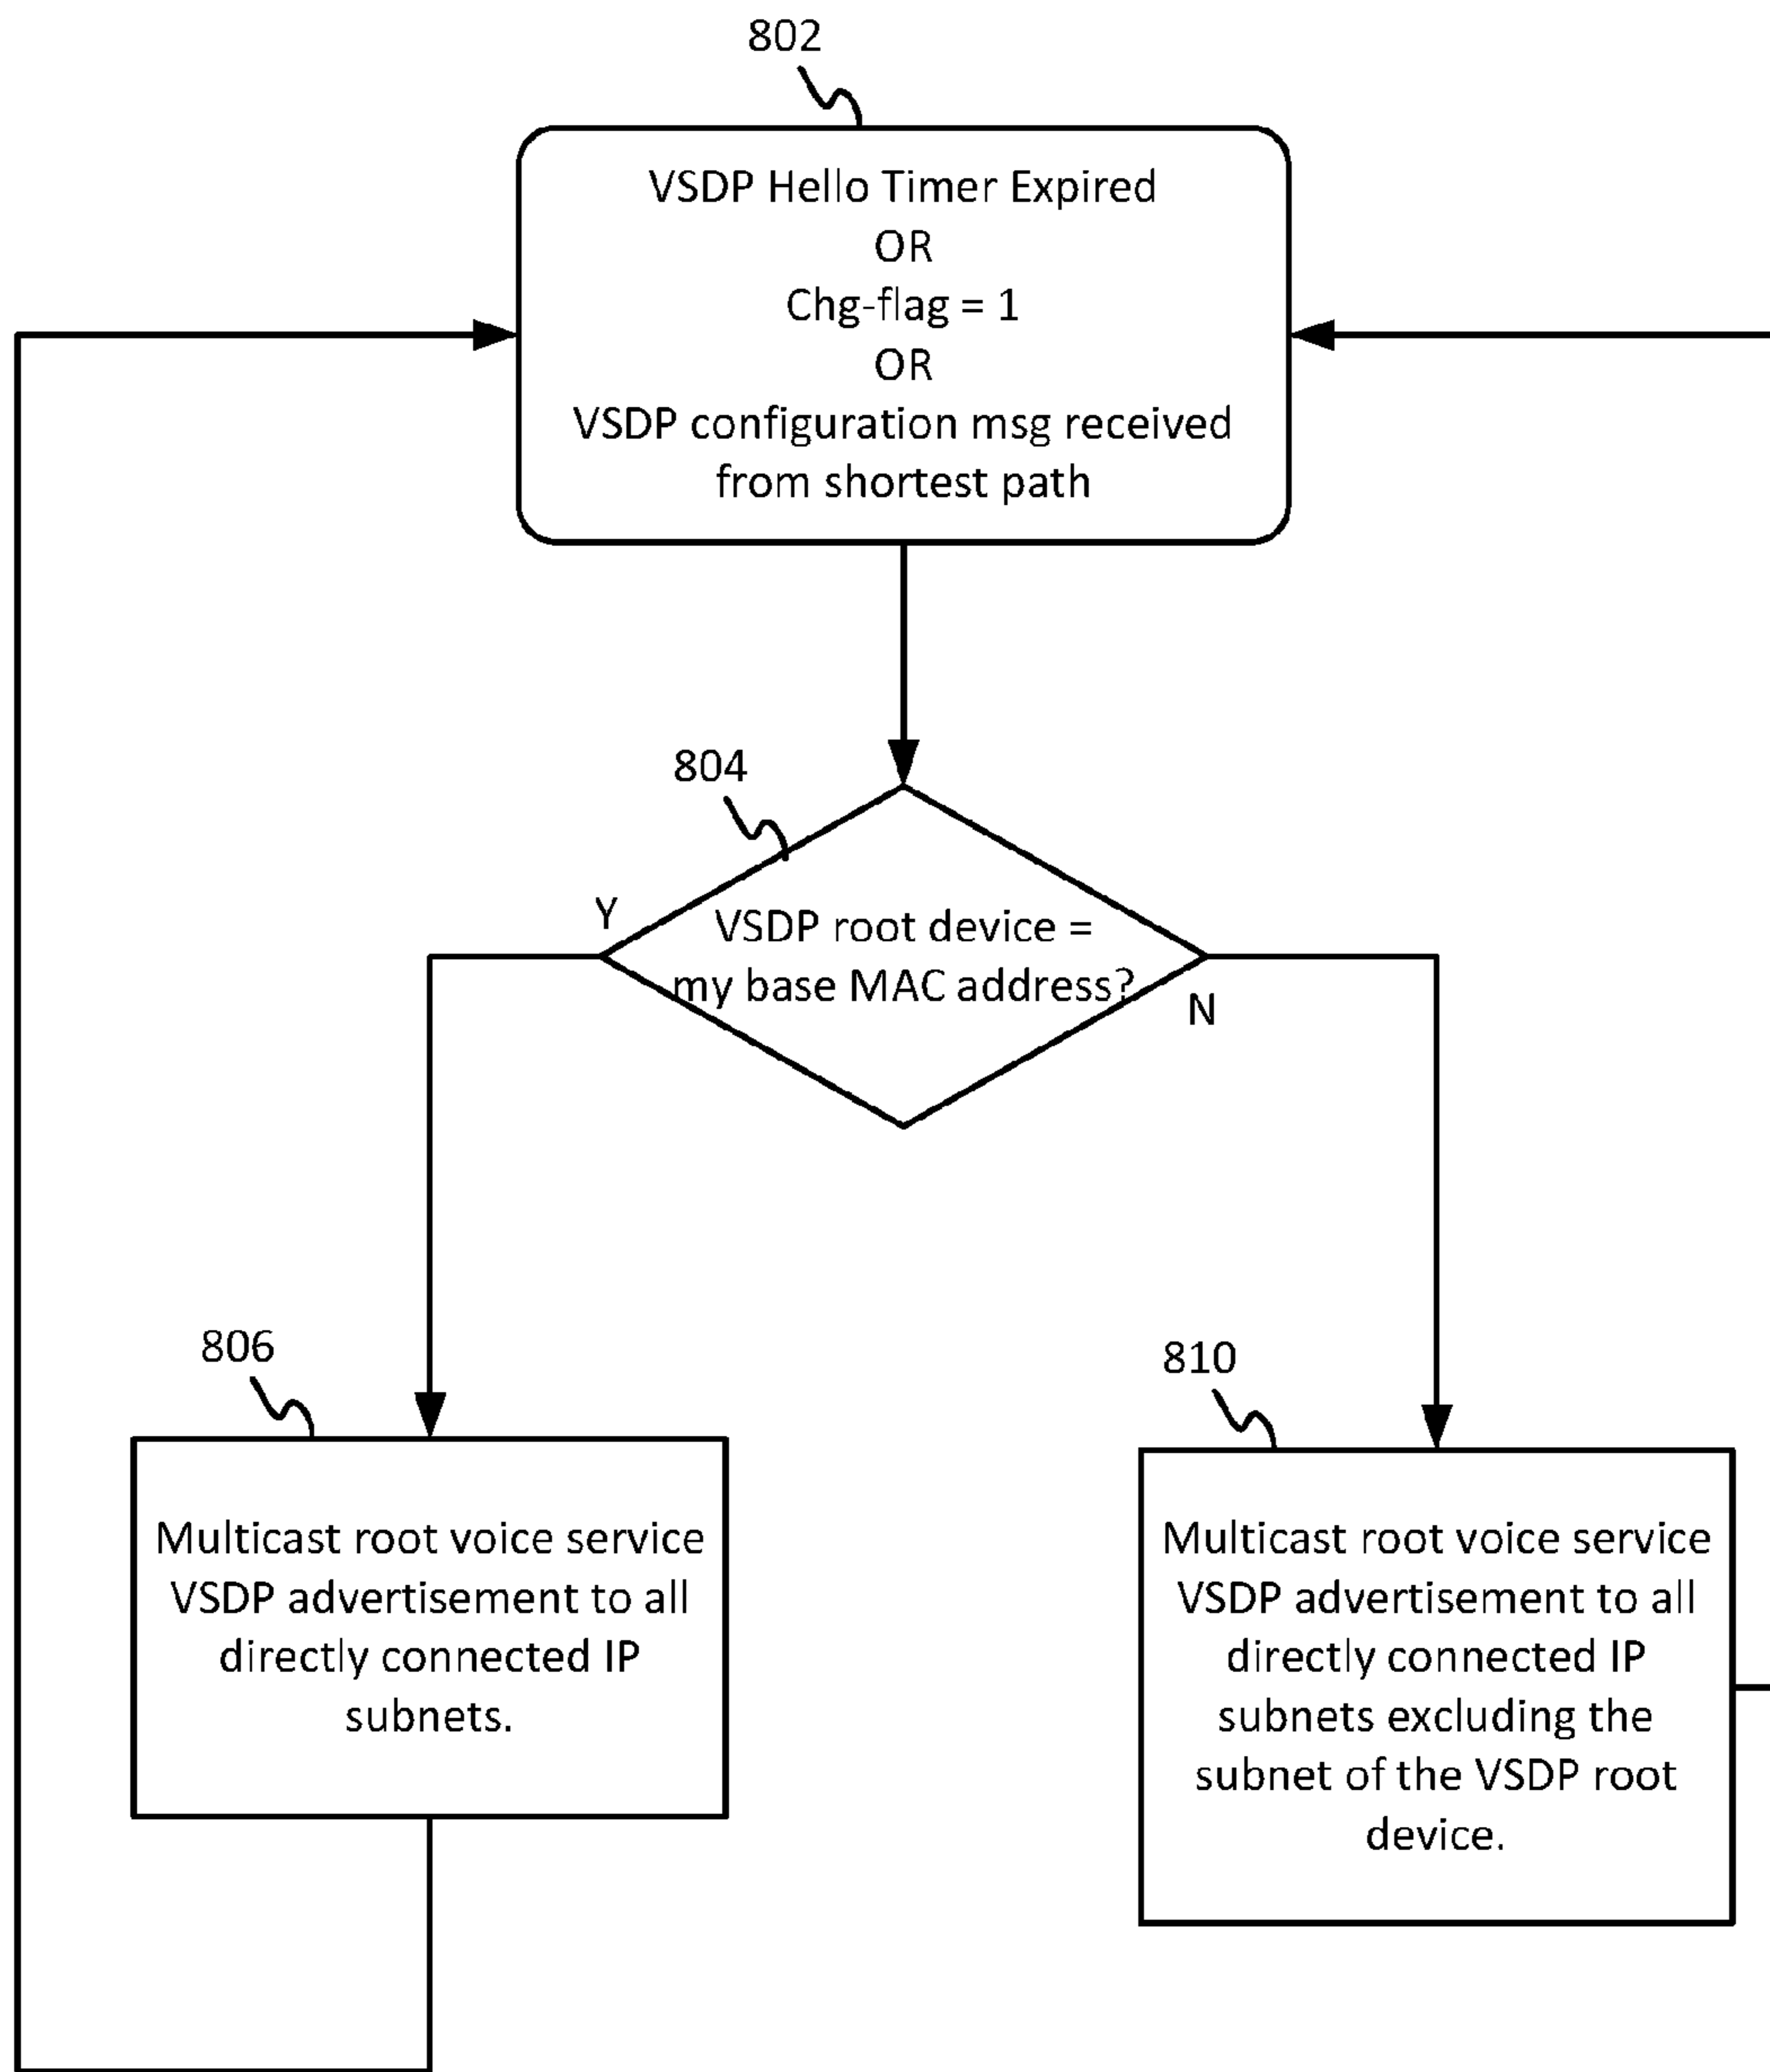 802
VSDP Hello Timer Expired
OR
Chg-flag = 1
OR
VSDP configuration msg received
from shortest path
804
Y
VSDP root device =
my base MAC address?
N
806
Multicast root voice service
VSDP advertisement to all
directly connected IP
subnets.
810
Multicast root voice service
VSDP advertisement to all
directly connected IP
subnets excluding the
subnet of the VSDP root
device.